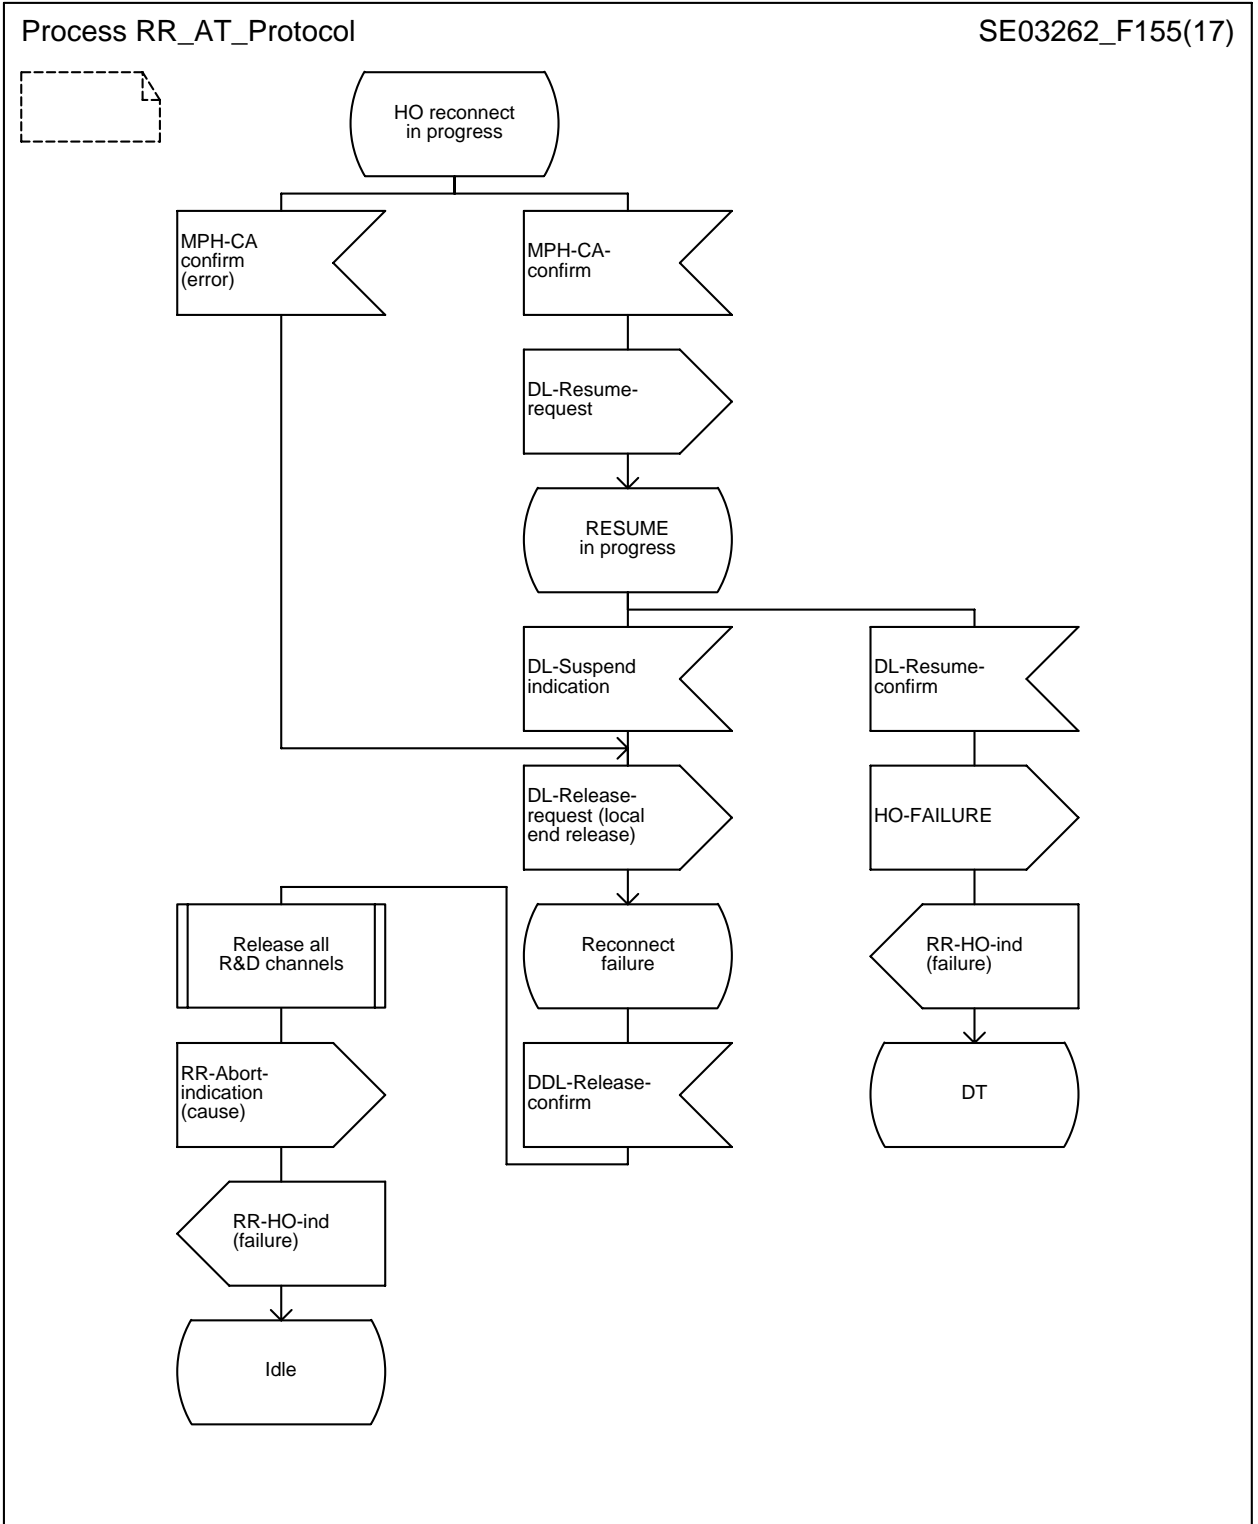 Process RR_AT_Protocol
SE03262_F155(17)
HO reconnect
in progress
MPH-CA
confirm
(error)
MPH-CA-
confirm
DL-Resume-
request
RESUME
in progress
DL-Suspend
indication
DL-Resume-
confirm
DL-Release-
request (local
end release)
HO-FAILURE
Release all
R&D channels
Reconnect
failure
RR-HO-ind
(failure)
RR-Abort-
indication
(cause)
DDL-Release-
confirm
DT
RR-HO-ind
(failure)
Idle